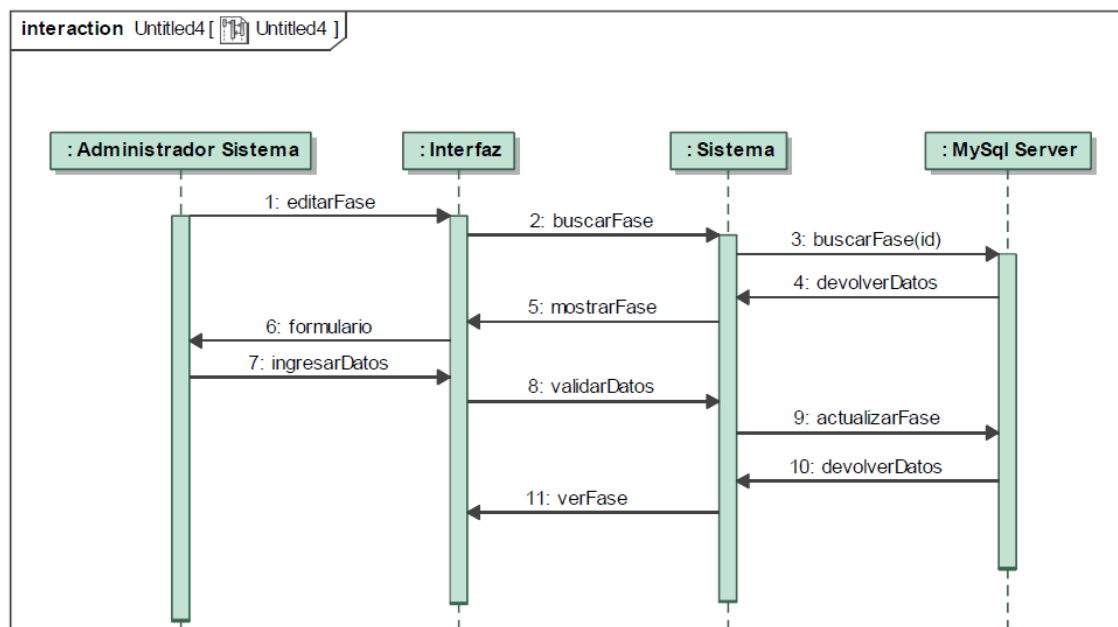 interaction Untitled4 [ Untitled4 ]
: Administrador Sistema
: Interfaz
: Sistema
: MySql Server
1: editarFase
2: buscarFase
3: buscarFase(id)
4: devolverDatos
5: mostrarFase
6: formulario
7: ingresarDatos
8: validarDatos
9: actualizarFase
10: devolverDatos
11: verFase